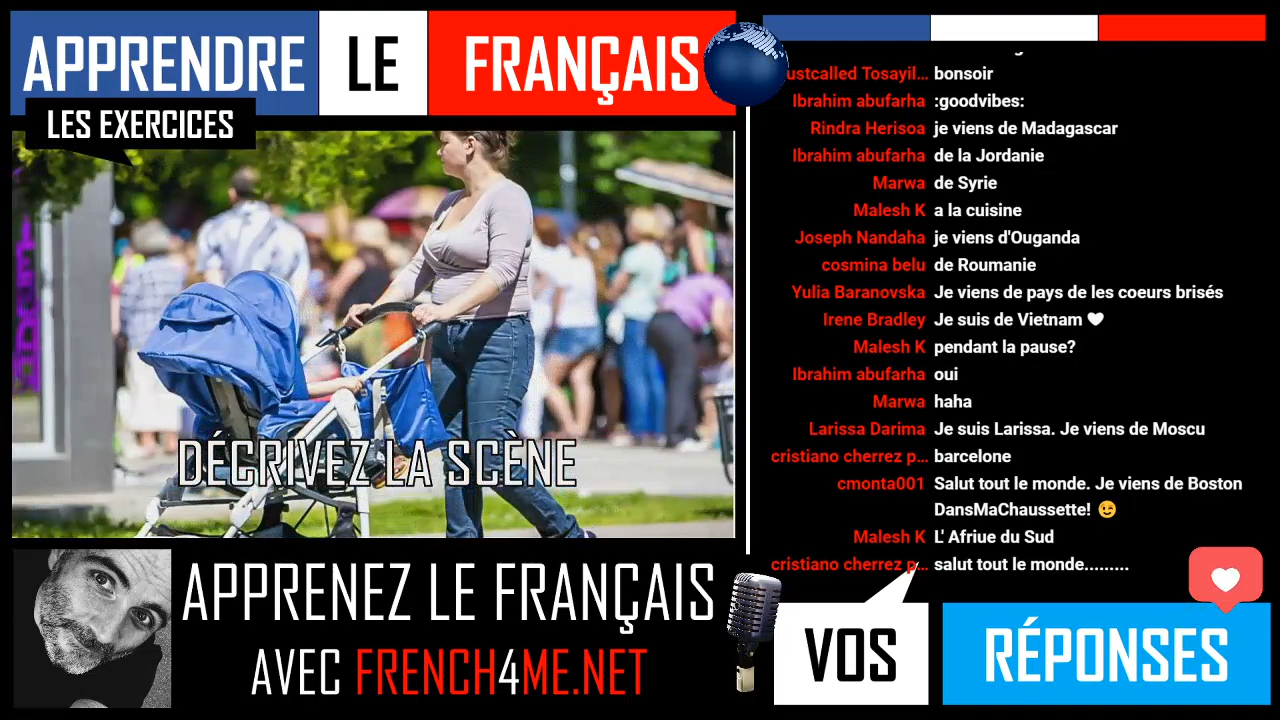 APPRENDRE LE FRANÇAIS
LES EXERCICES
DÉCRIVEZ LA SCÈNE
APPRENEZ LE FRANÇAIS
AVEC FRENCH4ME.NET
bonsoir
Ibrahim abufarha :goodvibes:
Rindra Herisoa je viens de Madagascar
Ibrahim abufarha de la Jordanie
Marwa de Syrie
Malesh K a la cuisine
Joseph Nandaha je viens d'Ouganda
cosmina belu de Roumanie
Yulia Baranovska Je viens de pays de les coeurs brisés
Irene Bradley Je suis de Vietnam 🤍
Malesh K pendant la pause?
Ibrahim abufarha oui
Marwa haha
Larissa Darima Je suis Larissa. Je viens de Moscu
cristiano cherrez p... barcelone
cmonta001 Salut tout le monde. Je viens de Boston
DansMaChaussette! 😉
Malesh K L' Afriue du Sud
cristiano cherrez p... salut tout le monde.........
VOS RÉPONSES